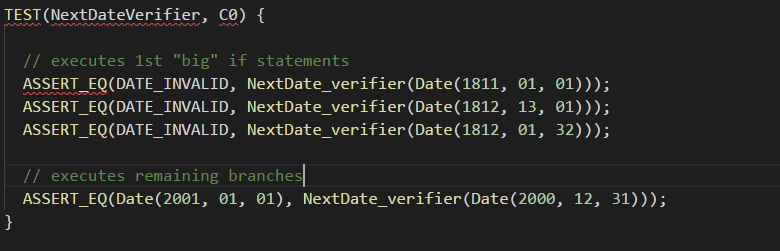 TEST(NextDateVerifier, C0) {
// executes 1st "big" if statements
ASSERT_EQ(DATE_INVALID, NextDate_verifier(Date(1811, 01, 01)));
ASSERT_EQ(DATE_INVALID, NextDate_verifier(Date(1812, 13, 01)));
ASSERT_EQ(DATE_INVALID, NextDate_verifier(Date(1812, 01, 32)));
// executes remaining branches
ASSERT_EQ(Date(2001, 01, 01), NextDate_verifier(Date(2000, 12, 31)));
}